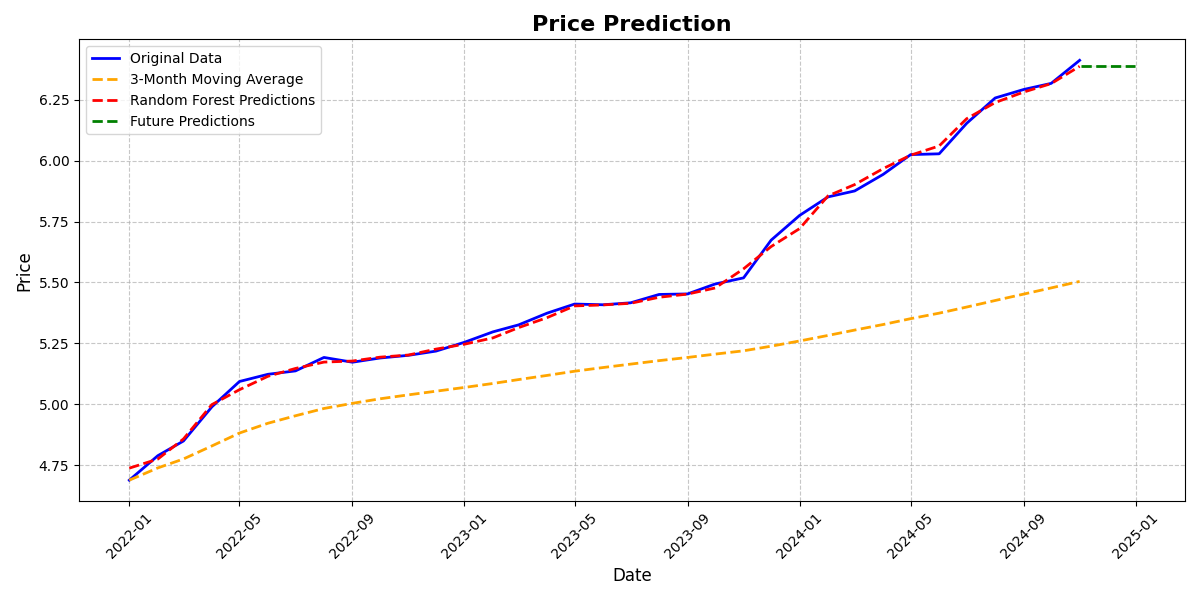 Price Prediction
Original Data
3-Month Moving Average
Random Forest Predictions
Future Predictions
Price
6.25
6.00
5.75
5.50
5.25
5.00
4.75
2022-01
2022-05
2022-09
2023-01
2023-05
2023-09
2024-01
2024-05
2024-09
2025-01
Date